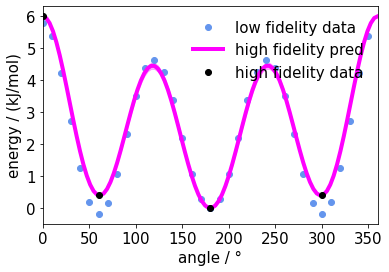 low fidelity data
high fidelity pred
high fidelity data
energy / (kJ/mol)
6
5
4
3
2
1
0
0 50 100 150 200 250 300 350
angle / °